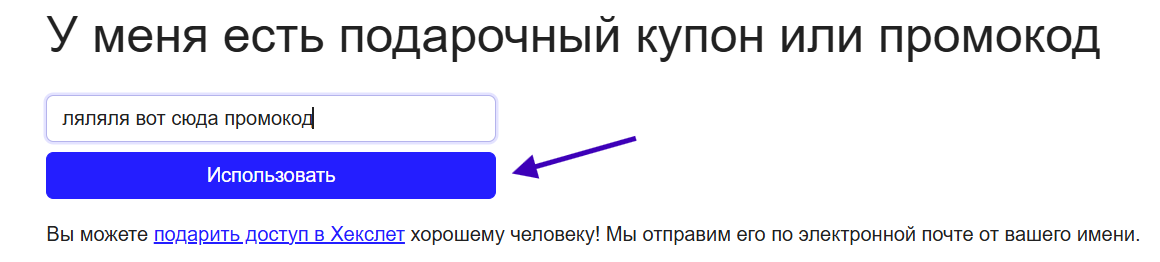 У меня есть подарочный купон или промокод
ляляля вот сюда промокод
Использовать
Вы можете подарить доступ в Хекслет хорошему человеку! Мы отправим его по электронной почте от вашего имени.